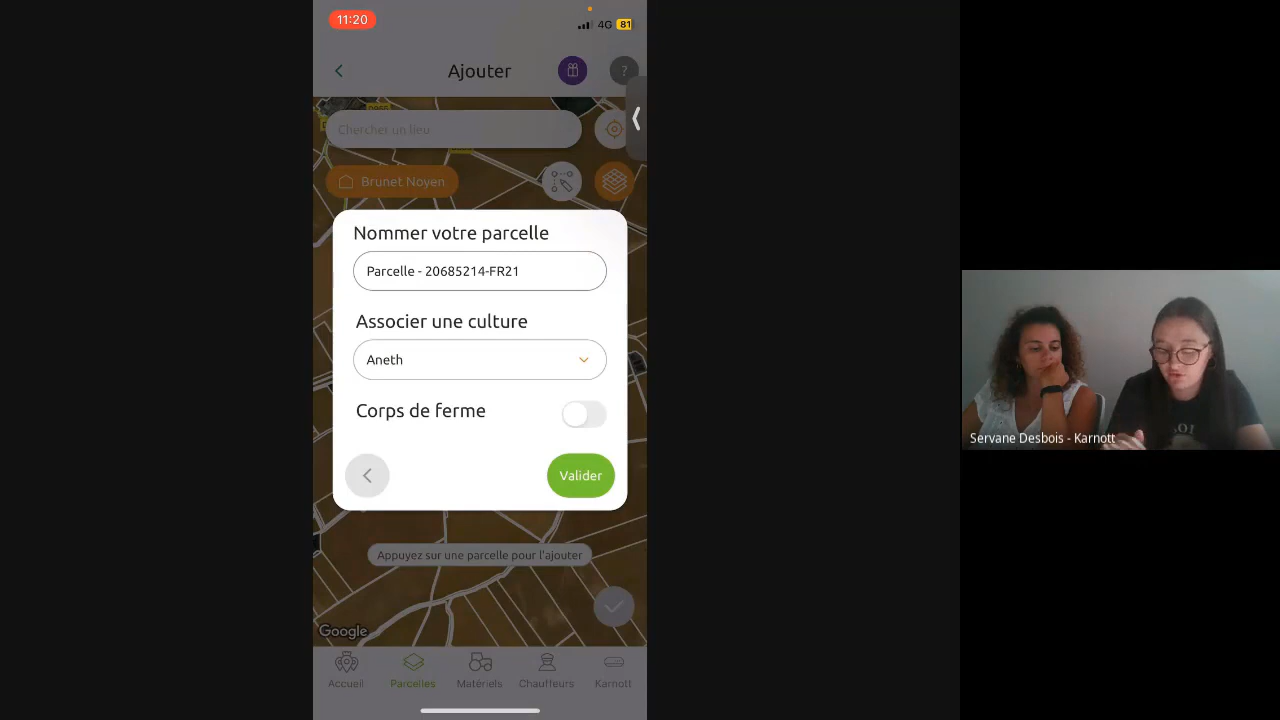 11:20
4G 81
Ajouter
?
Chercher un lieu
Brunet Noyen
Nommer votre parcelle
Parcelle - 20685214-FR21
Associer une culture
Aneth
Corps de ferme
Valider
Appuyez sur une parcelle pour l'ajouter
Google
Accueil
Parcelles
Matériels
Chauffeurs
Karnott
Servane Desbois - Karnott